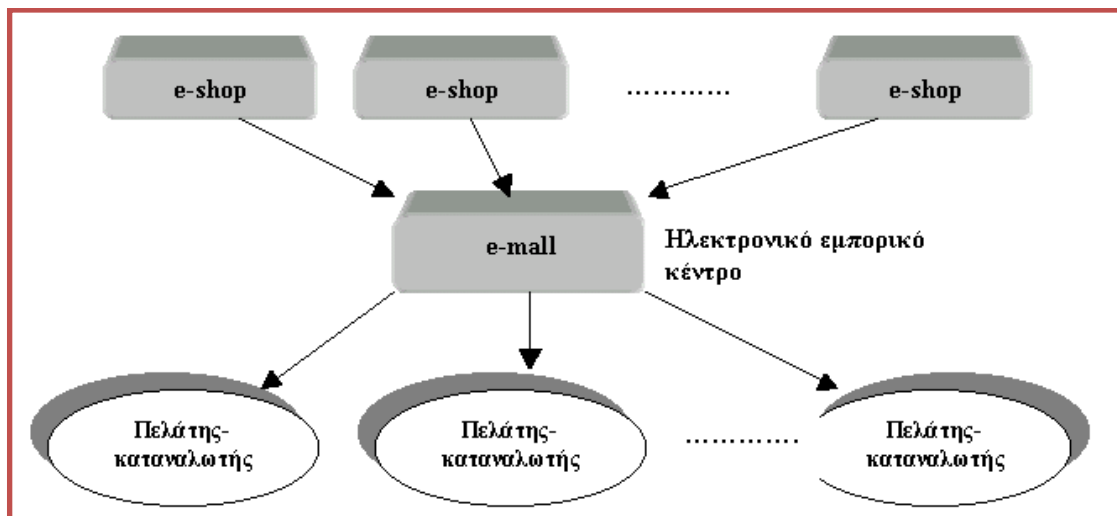 e-shop
e-shop
............
e-shop
e-mall
Ηλεκτρονικό εμπορικό
κέντρο
Πελάτης-
καταναλωτής
Πελάτης-
καταναλωτής
.............
Πελάτης-
καταναλωτής